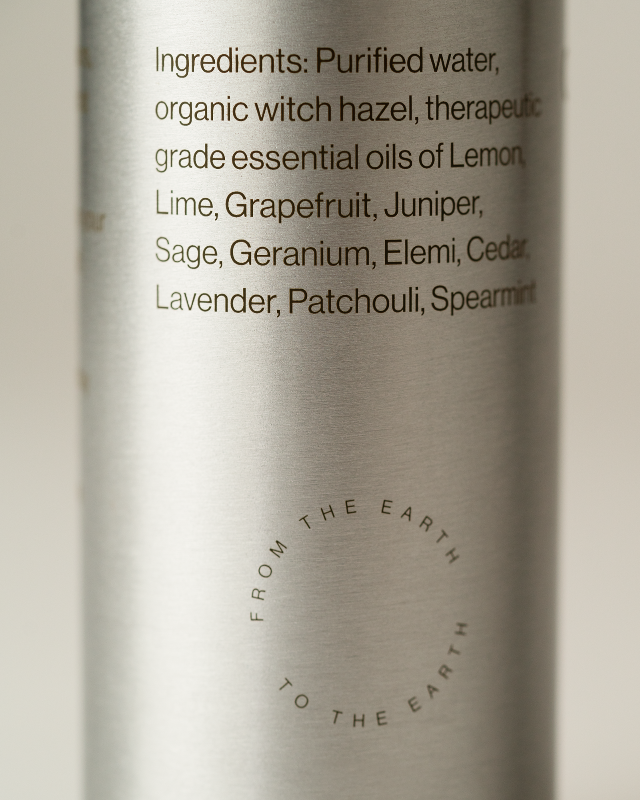 Ingredients: Purified water,
organic witch hazel, therapeutic
grade essential oils of Lemon,
Lime, Grapefruit, Juniper,
Sage, Geranium, Elemi, Cedar,
Lavender, Patchouli, Spearmint
FROM THE EARTH
TO THE EARTH